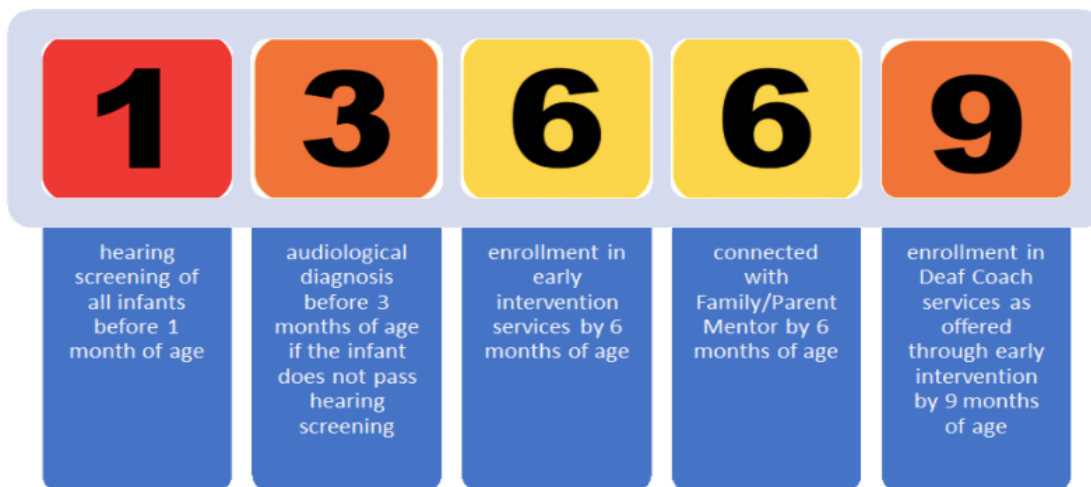 1
3
6
6
9
hearing
screening of
all infants
before 1
month of age
audiological
diagnosis
before 3
months of age
if the infant
does not pass
hearing
screening
enrollment in
early
intervention
services by 6
months of age
connected
with
Family/Parent
Mentor by 6
months of age
enrollment in
Deaf Coach
services as
offered
through early
intervention
by 9 months
of age